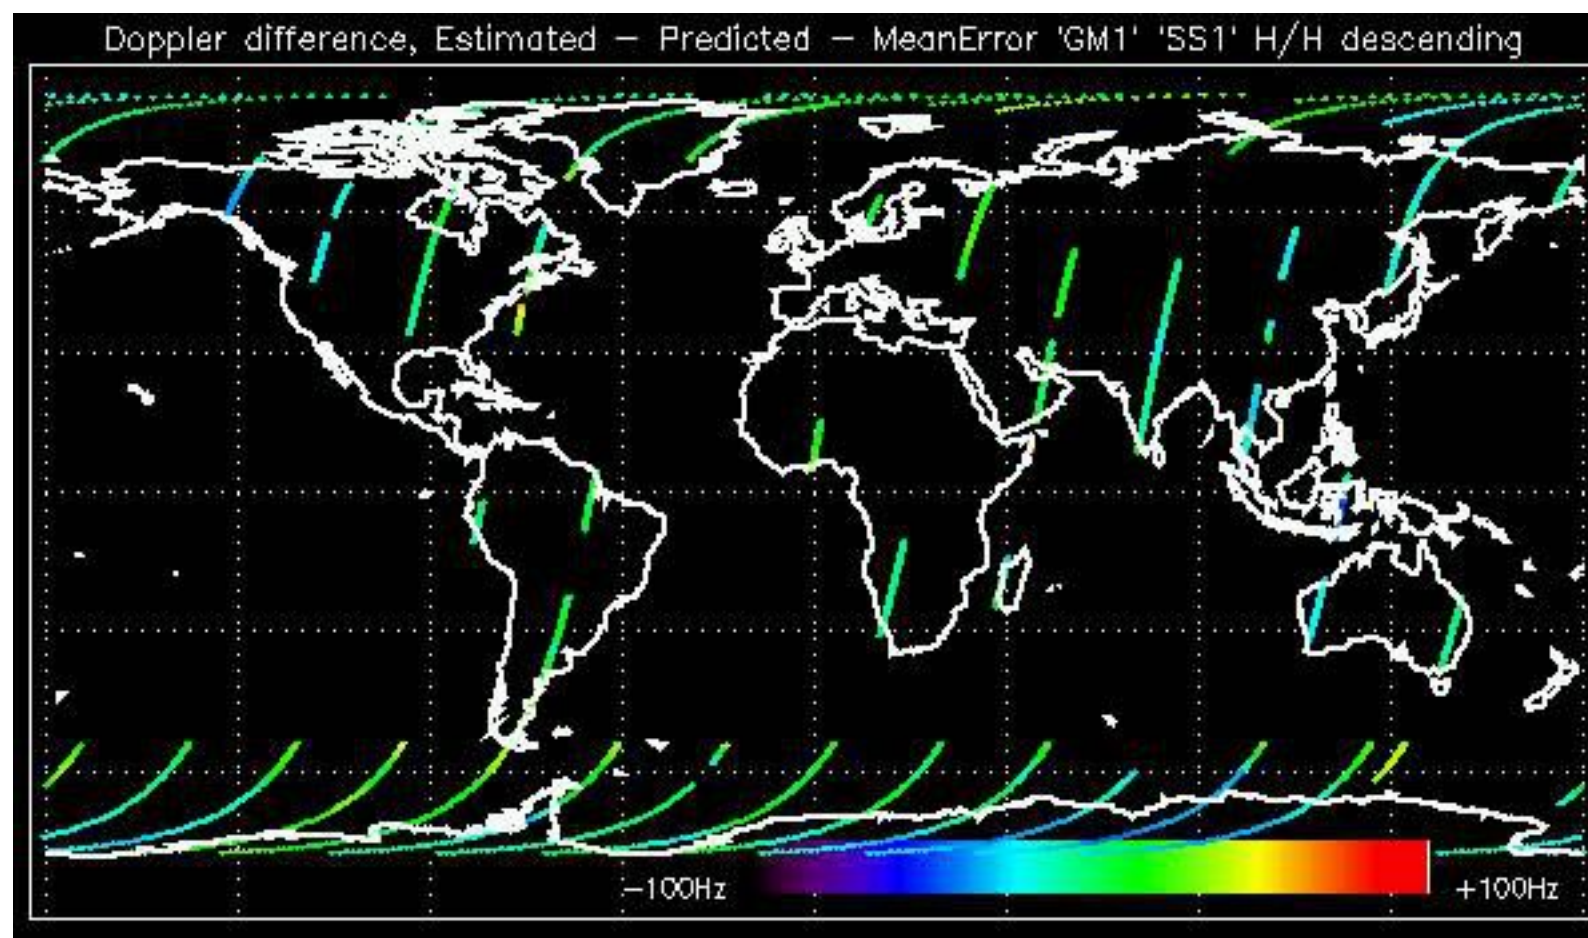 Doppler difference, Estimated – Predicted – MeanError 'GM1' 'SS1' H/H descending
-100Hz +100Hz